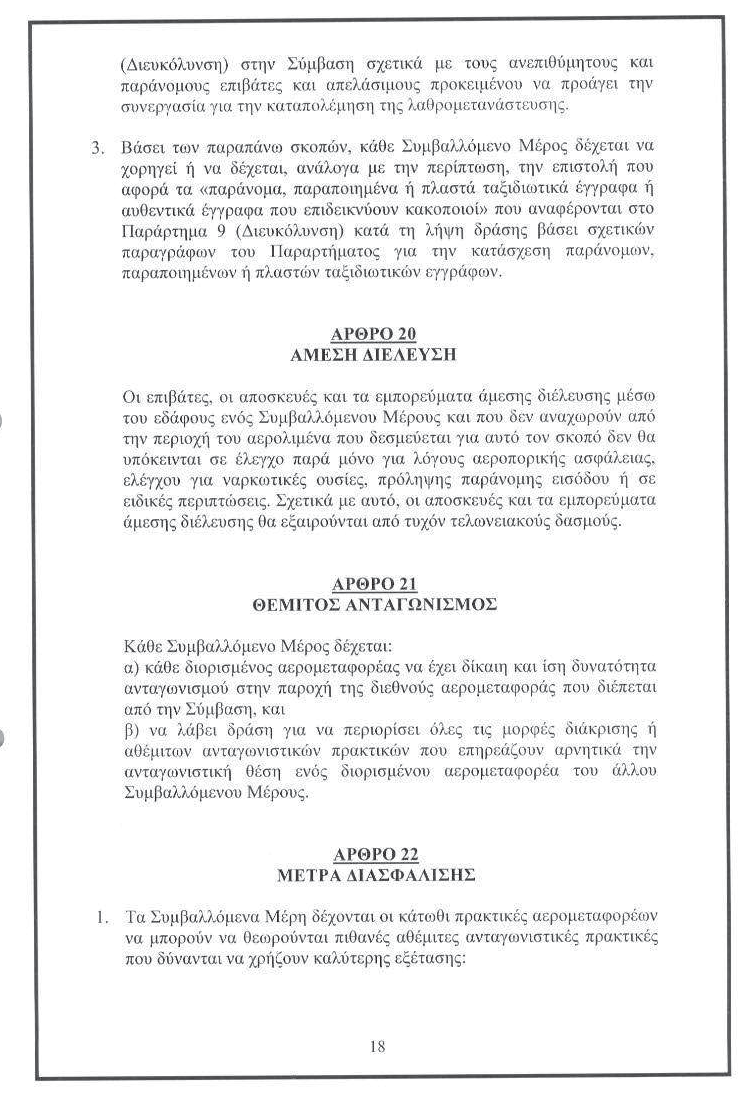 (Διευκόλυνση) στην Σύμβαση σχετικά με τους ανεπιθύμητους και
παράνομους επιβάτες και απελάσιμους προκειμένου να προάγει την
συνεργασία για την καταπολέμηση της λαθρομετανάστευσης.
3. Βάσει των παραπάνω σκοπών, κάθε Συμβαλλόμενο Μέρος δέχεται να
χορηγεί ή να δέχεται, ανάλογα με την περίπτωση, την επιστολή που
αφορά τα «παράνομα, παραποιημένα ή πλαστά ταξιδιωτικά έγγραφα ή
αυθεντικά έγγραφα που επιδεικνύουν κακοποιοί» που αναφέρονται στο
Παράρτημα 9 (Διευκόλυνση) κατά τη λήψη δράσης βάσει σχετικών
παραγράφων του Παραρτήματος για την κατάσχεση παράνομων,
παραποιημένων ή πλαστών ταξιδιωτικών εγγράφων.
ΑΡΘΡΟ 20
ΑΜΕΣΗ ΔΙΕΛΕΥΣΗ
Οι επιβάτες, οι αποσκευές και τα εμπορεύματα άμεσης διέλευσης μέσω
του εδάφους ενός Συμβαλλόμενου Μέρους και που δεν αναχωρούν από
την περιοχή του αερολιμένα που δεσμεύεται για αυτό τον σκοπό δεν θα
υπόκεινται σε έλεγχο παρά μόνο για λόγους αεροπορικής ασφάλειας,
ελέγχου για ναρκωτικές ουσίες, πρόληψης παράνομης εισόδου ή σε
ειδικές περιπτώσεις. Σχετικά με αυτό, οι αποσκευές και τα εμπορεύματα
άμεσης διέλευσης θα εξαιρούνται από τυχόν τελωνειακούς δασμούς.
ΑΡΘΡΟ 21
ΘΕΜΙΤΟΣ ΑΝΤΑΓΩΝΙΣΜΟΣ
Κάθε Συμβαλλόμενο Μέρος δέχεται:
α) κάθε διορισμένος αερομεταφορέας να έχει δίκαιη και ίση δυνατότητα
ανταγωνισμού στην παροχή της διεθνούς αερομεταφοράς που διέπεται
από την Σύμβαση, και
β) να λάβει δράση για να περιορίσει όλες τις μορφές διάκρισης ή
αθέμιτων ανταγωνιστικών πρακτικών που επηρεάζουν αρνητικά την
ανταγωνιστική θέση ενός διορισμένου αερομεταφορέα του άλλου
Συμβαλλόμενου Μέρους.
ΑΡΘΡΟ 22
ΜΕΤΡΑ ΔΙΑΣΦΑΛΙΣΗΣ
1. Τα Συμβαλλόμενα Μέρη δέχονται οι κάτωθι πρακτικές αερομεταφορέων
να μπορούν να θεωρούνται πιθανές αθέμιτες ανταγωνιστικές πρακτικές
που δύνανται να χρήζουν καλύτερης εξέτασης:
18